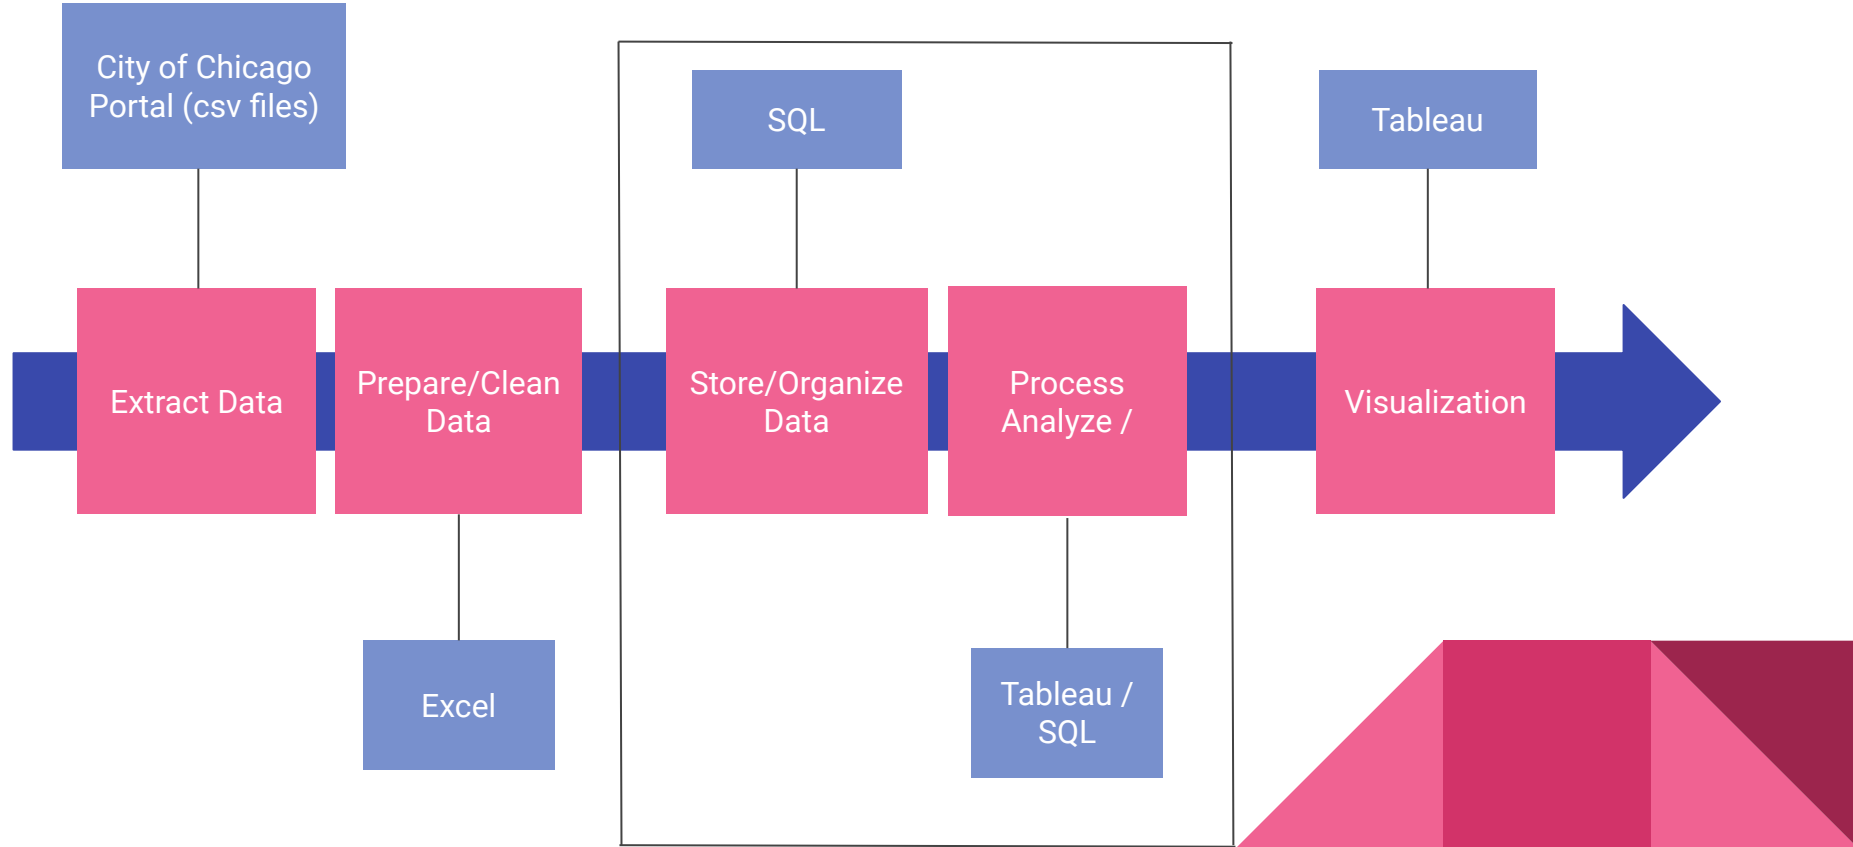 City of Chicago
Portal (csv files)
SQL
Tableau
Extract Data
Prepare/Clean
Data
Store/Organize
Data
Process
Analyze /
Visualization
Excel
Tableau /
SQL